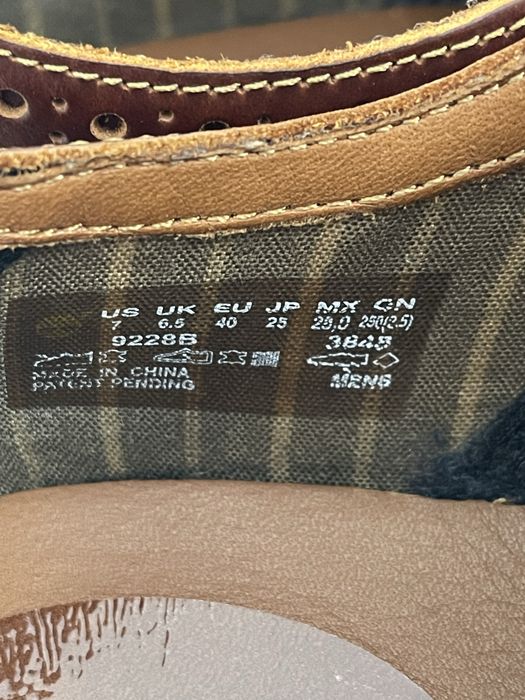 US UK EU JP MX CN
7 6.5 40 25 25.0 250(2.5)
9228B 3848
MADE IN CHINA
PATENT PENDING MENS